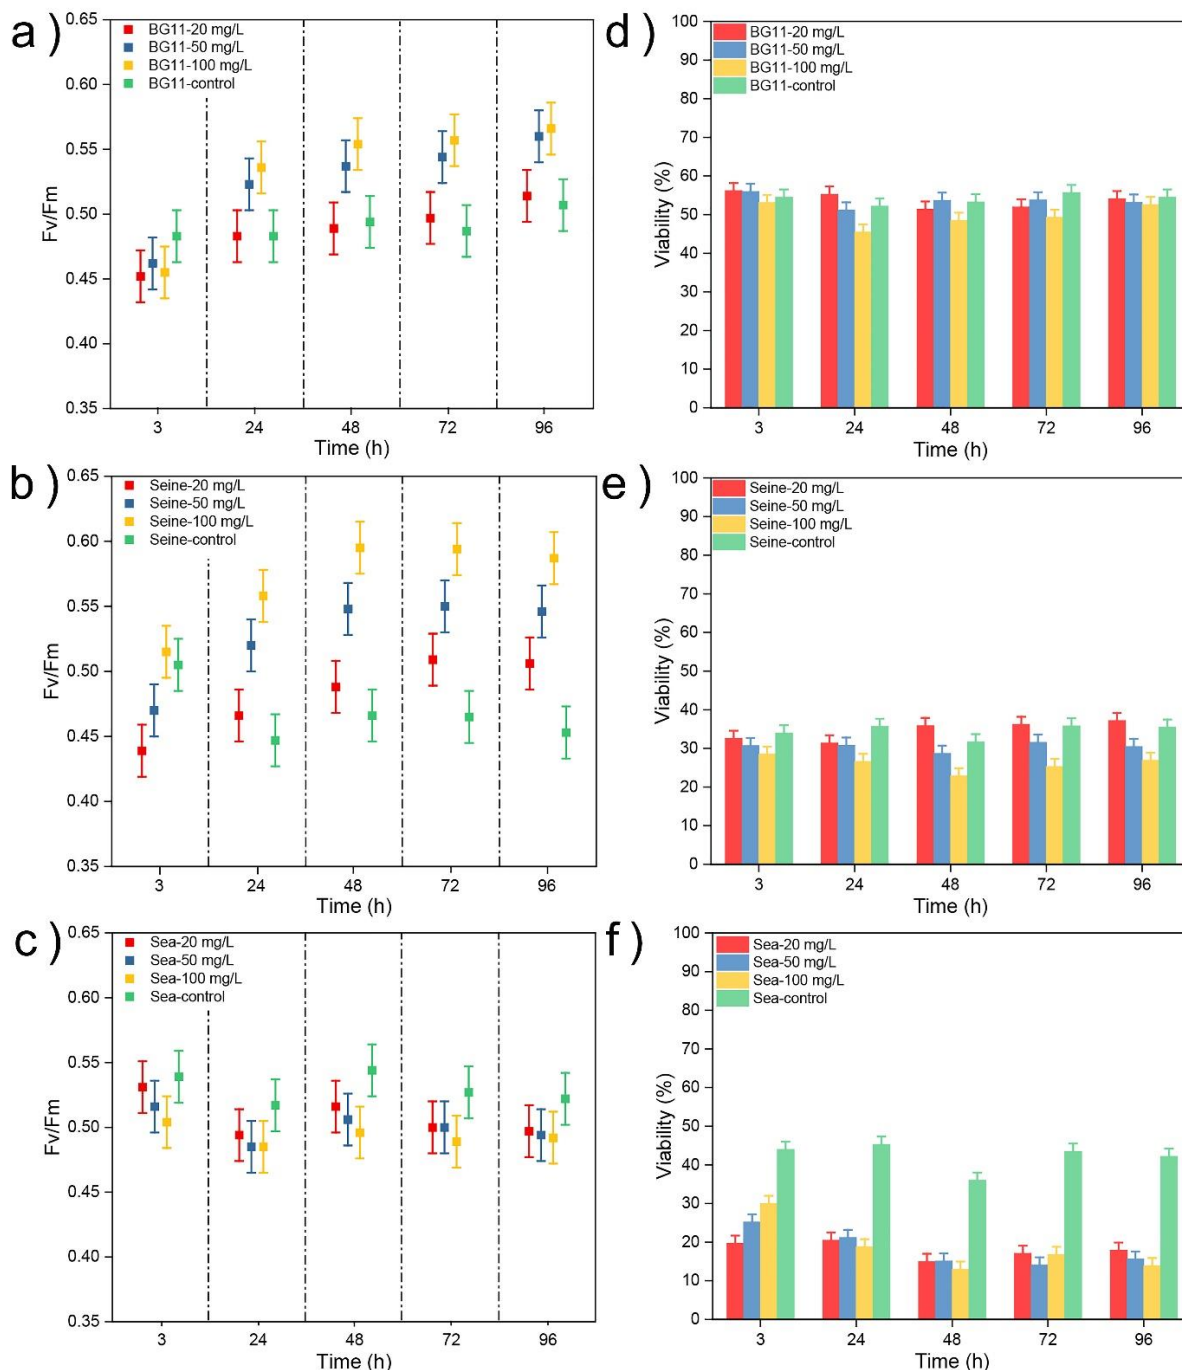 a)
0.65
0.60
0.55
0.50
0.45
0.40
0.35
Fv/Fm
BG11-20 mg/L
BG11-50 mg/L
BG11-100 mg/L
BG11-control
3 24 48 72 96
Time (h)
d)
100
90
80
70
60
50
40
30
20
10
0
Viability (%)
BG11-20 mg/L
BG11-50 mg/L
BG11-100 mg/L
BG11-control
3 24 48 72 96
Time (h)
b)
0.65
0.60
0.55
0.50
0.45
0.40
0.35
Fv/Fm
Seine-20 mg/L
Seine-50 mg/L
Seine-100 mg/L
Seine-control
3 24 48 72 96
Time (h)
e)
100
90
80
70
60
50
40
30
20
10
0
Viability (%)
Seine-20 mg/L
Seine-50 mg/L
Seine-100 mg/L
Seine-control
3 24 48 72 96
Time (h)
c)
0.65
0.60
0.55
0.50
0.45
0.40
0.35
Fv/Fm
Sea-20 mg/L
Sea-50 mg/L
Sea-100 mg/L
Sea-control
3 24 48 72 96
Time (h)
f)
100
90
80
70
60
50
40
30
20
10
0
Viability (%)
Sea-20 mg/L
Sea-50 mg/L
Sea-100 mg/L
Sea-control
3 24 48 72 96
Time (h)